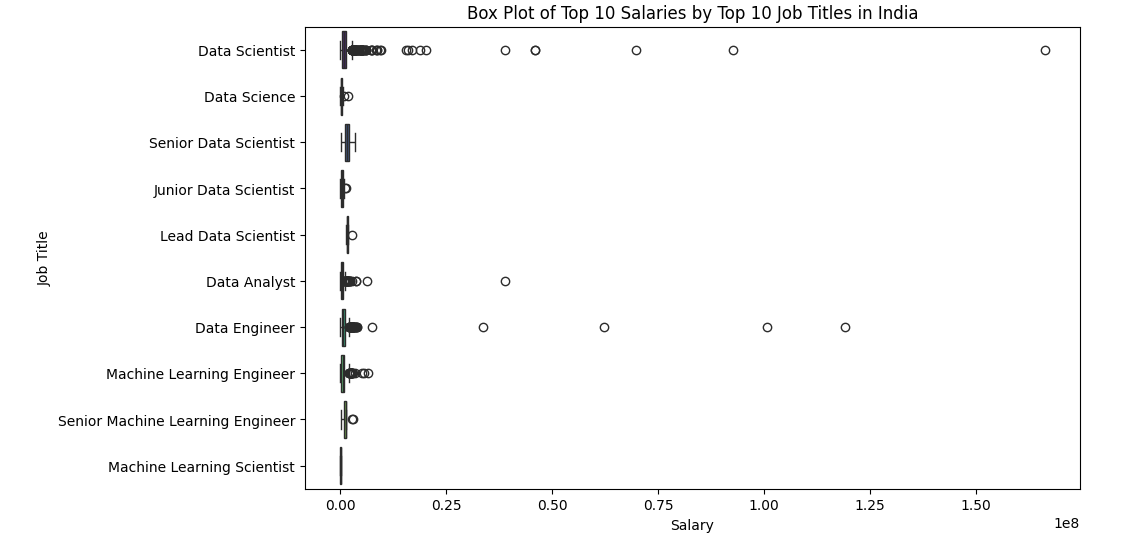 Box Plot of Top 10 Salaries by Top 10 Job Titles in India
Data Scientist
Data Science
Senior Data Scientist
Junior Data Scientist
Lead Data Scientist
Data Analyst
Data Engineer
Machine Learning Engineer
Senior Machine Learning Engineer
Machine Learning Scientist
Job Title
0.00 0.25 0.50 0.75 1.00 1.25 1.50
Salary
1e8